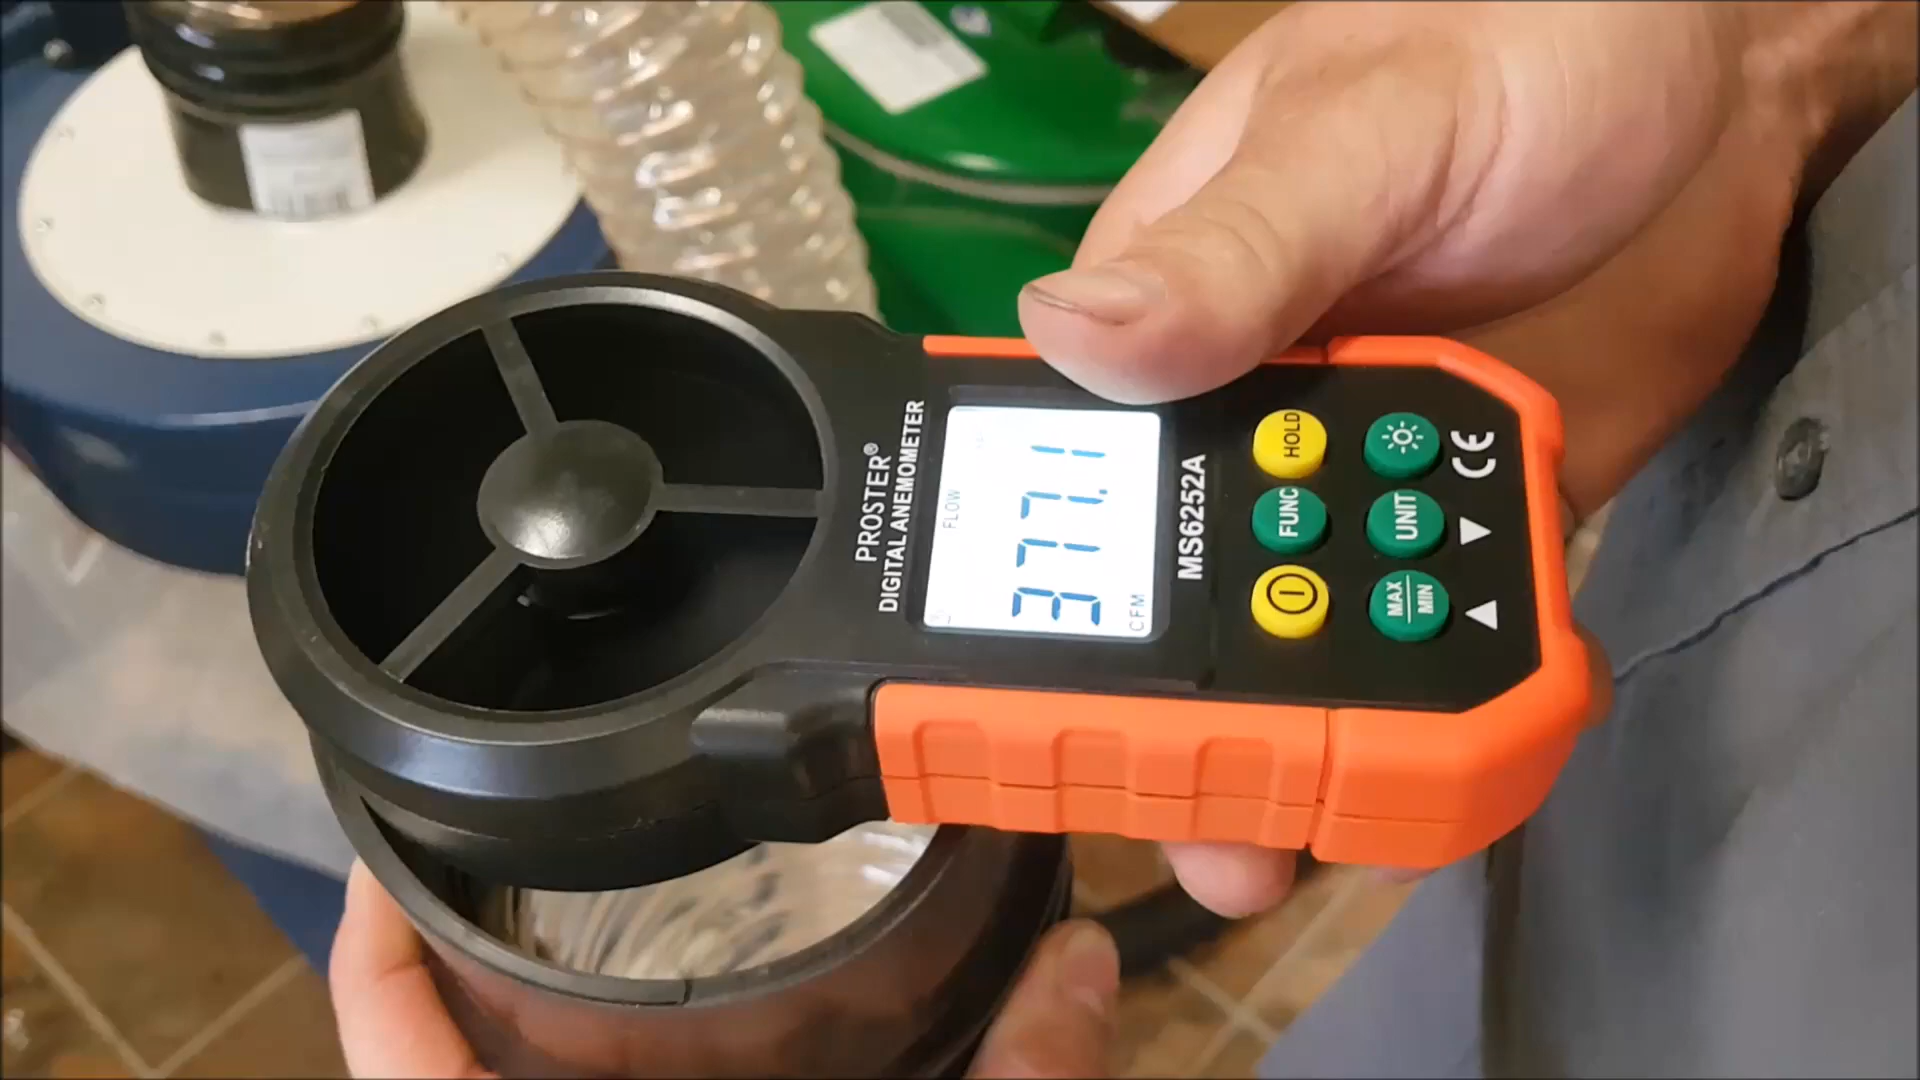 PROSTER®
DIGITAL ANEMOMETER
FLOW
377.1
CFM
MS6252A
FUNC HOLD
MAX
MIN
UNIT
CE